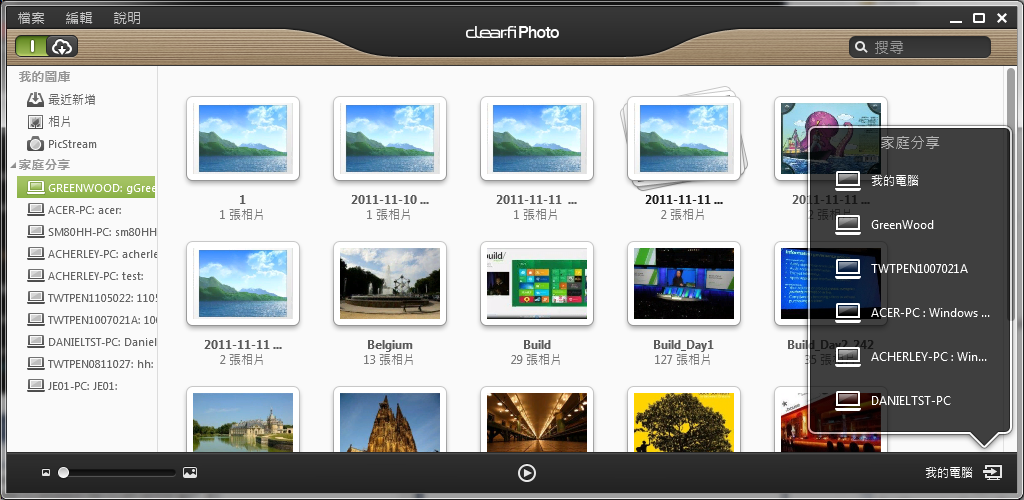 檔案 編輯 說明
clear.fi Photo
搜尋
我的圖庫
最近新增
相片
PicStream
家庭分享
GREENWOOD: gGree
ACER-PC: acer:
SM80HH-PC: sm80HH
ACHERLEY-PC: acherle
ACHERLEY-PC: test:
TWTPEN1105022: 1105
TWTPEN1007021A: 100
DANIELTST-PC: Daniel
TWTPEN0811027: hh:
JE01-PC: JE01:
1
1 張相片
2011-11-10 ...
1 張相片
2011-11-11 ...
1 張相片
2011-11-11 ...
2 張相片
2011-11-11 ...
2011-11-11 ...
2 張相片
Belgium
13 張相片
build/
Build
29 張相片
Build_Day1
127 張相片
Build_Day2_242
35 張相片
家庭分享
我的電腦
GreenWood
TWTPEN1007021A
ACER-PC : Windows ...
ACHERLEY-PC : Win...
DANIELTST-PC
我的電腦